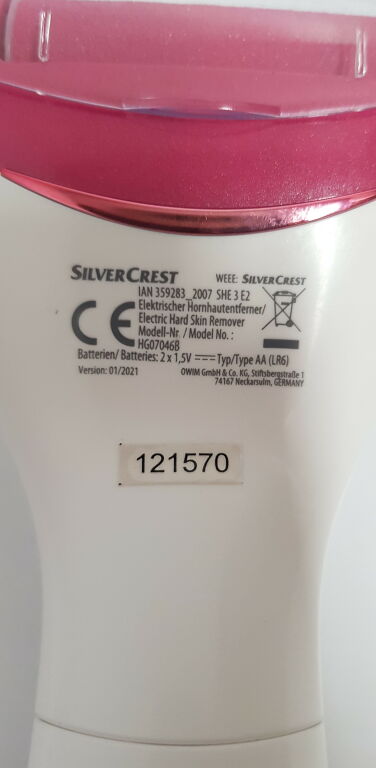 SILVERCREST WEEE: SILVERCREST
IAN 359283_2007 SHE 3 E2
Elektrischer Hornhautentferner/
Electric Hard Skin Remover
Modell-Nr. / Model No. :
HG07046B
Batterien/ Batteries: 2 x 1,5V ⎓ Typ/Type AA (LR6)
Version: 01/2021 OWIM GmbH & Co. KG, Stiftsbergstraße 1
74167 Neckarsulm, GERMANY
CE
121570